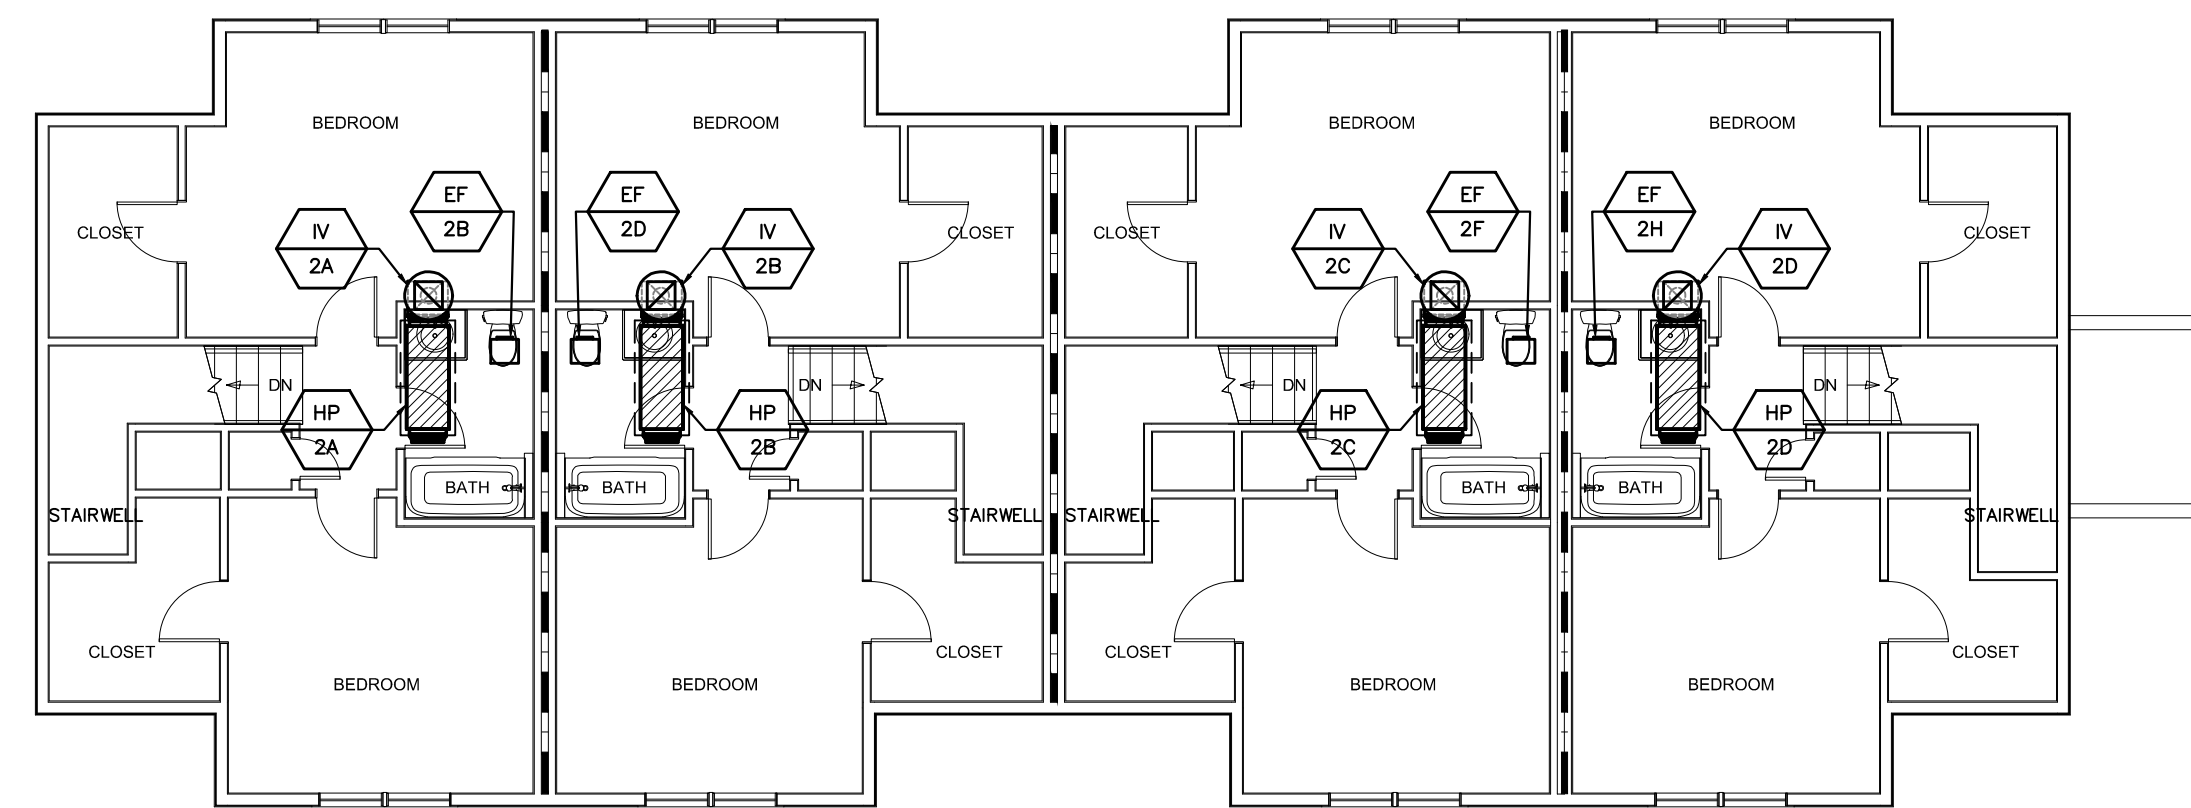 BEDROOM
BEDROOM
BEDROOM
BEDROOM
EF
2B
EF
2D
EF
2F
EF
2H
IV
2A
IV
2B
IV
2C
IV
2D
CLOSET
CLOSET
CLOSET
CLOSET
DN
DN
DN
DN
HP
2A
HP
2B
HP
2C
HP
2D
BATH
BATH
BATH
BATH
STAIRWELL
STAIRWELL
STAIRWELL
STAIRWELL
CLOSET
CLOSET
CLOSET
CLOSET
BEDROOM
BEDROOM
BEDROOM
BEDROOM